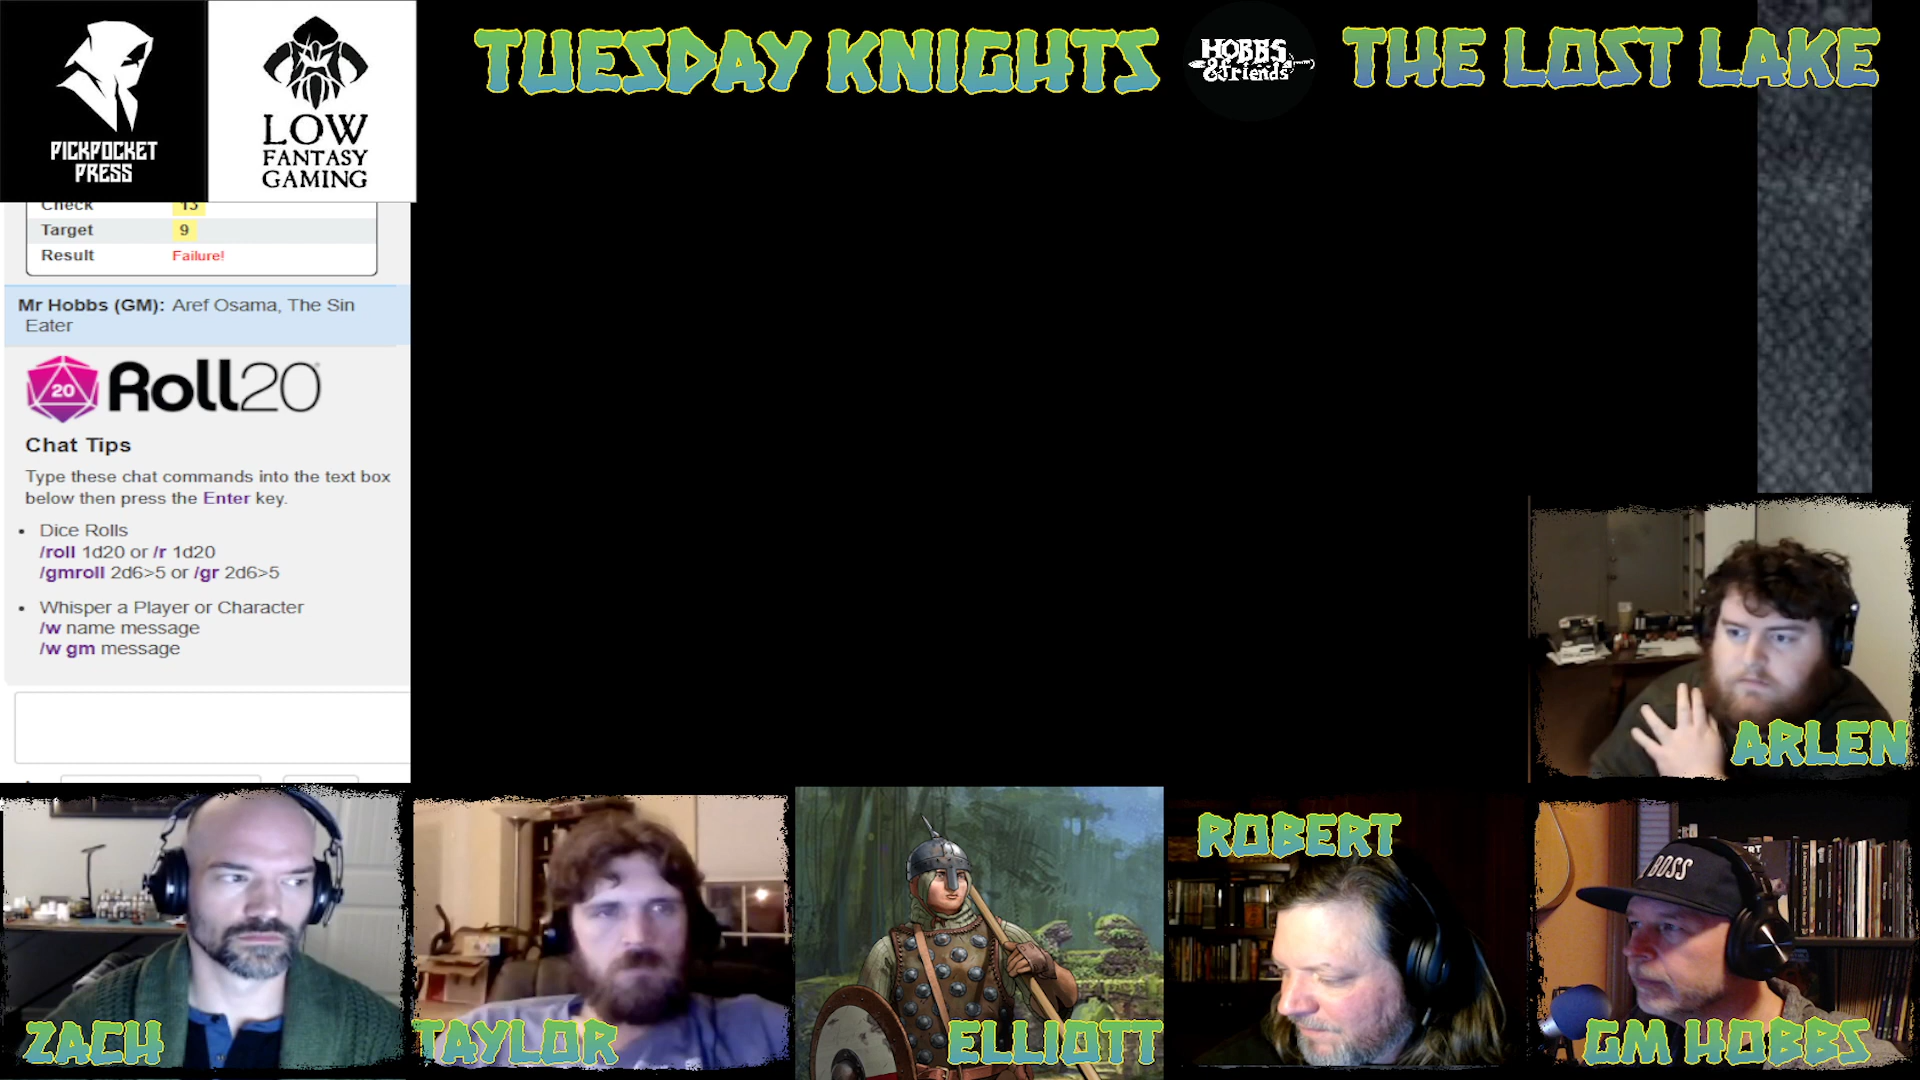 TUESDAY KNIGHTS
HOBBS
& friends
THE LOST LAKE
PICKPOCKET
PRESS
LOW
FANTASY
GAMING
Check 15
Target 9
Result Failure!
Mr Hobbs (GM): Aref Osama, The Sin
Eater
20
Roll20
Chat Tips
Type these chat commands into the text box
below then press the Enter key.
• Dice Rolls
/roll 1d20 or /r 1d20
/gmroll 2d6>5 or /gr 2d6>5
• Whisper a Player or Character
/w name message
/w gm message
ARLEN
ZACH
TAYLOR
ELLIOTT
ROBERT
BOSS
GM HOBBS